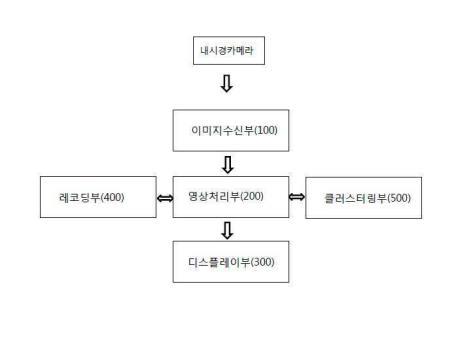 내시경카메라
이미지수신부(100)
레코딩부(400)
영상처리부(200)
클러스터링부(500)
디스플레이부(300)